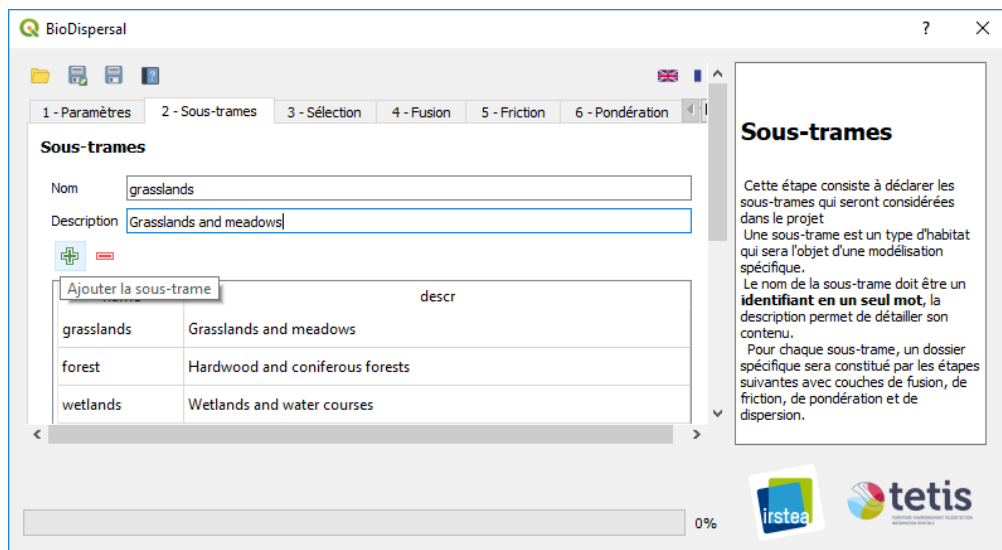 BioDispersal
?
1 - Paramètres
2 - Sous-trames
3 - Sélection
4 - Fusion
5 - Friction
6 - Pondération
Sous-trames
Nom
grasslands
Description
Grasslands and meadows
Ajouter la sous-trame
descr
grasslands
Grasslands and meadows
forest
Hardwood and coniferous forests
wetlands
Wetlands and water courses
0%
Sous-trames
Cette étape consiste à déclarer les
sous-trames qui seront considérées
dans le projet
Une sous-trame est un type d'habitat
qui sera l'objet d'une modélisation
spécifique.
Le nom de la sous-trame doit être un
identifiant en un seul mot, la
description permet de détailler son
contenu.
Pour chaque sous-trame, un dossier
spécifique sera constitué par les étapes
suivantes avec couches de fusion, de
friction, de pondération et de
dispersion.
irstea
tetis